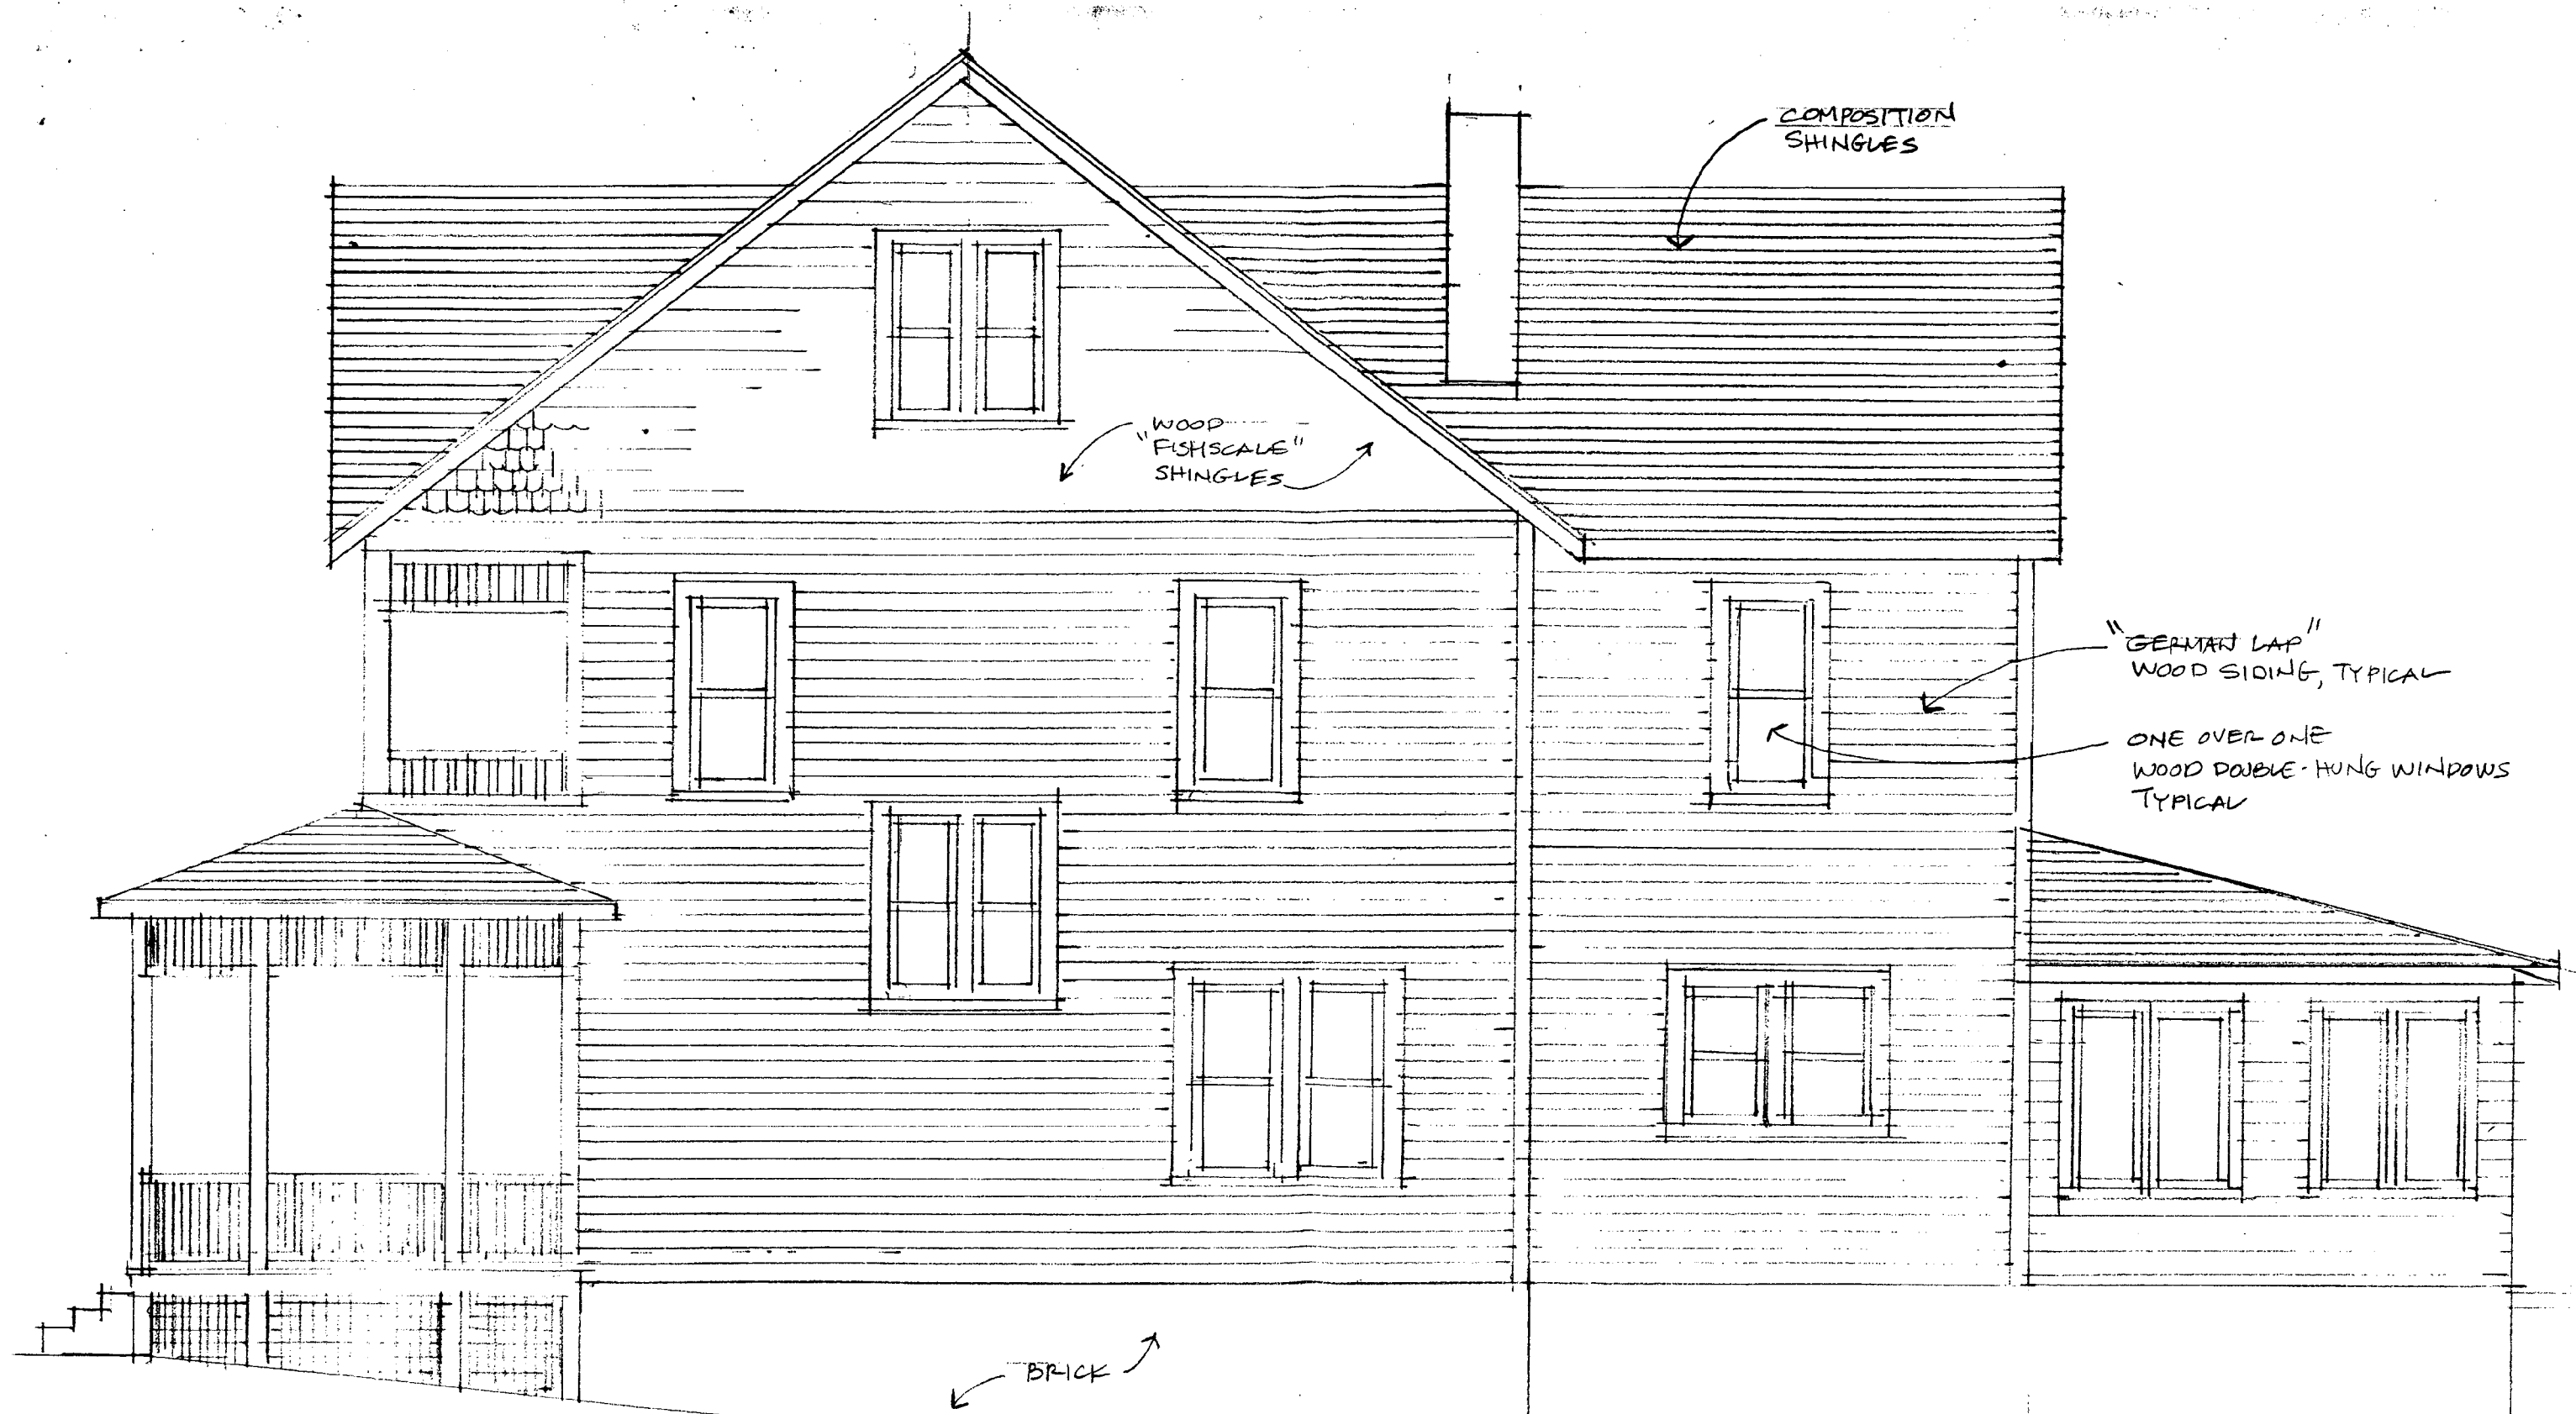 COMPOSITION
SHINGLES
WOOD
"FISHSCALE"
SHINGLES
"GERMAN LAP"
WOOD SIDING, TYPICAL
ONE OVER ONE
WOOD DOUBLE-HUNG WINDOWS
TYPICAL
BRICK